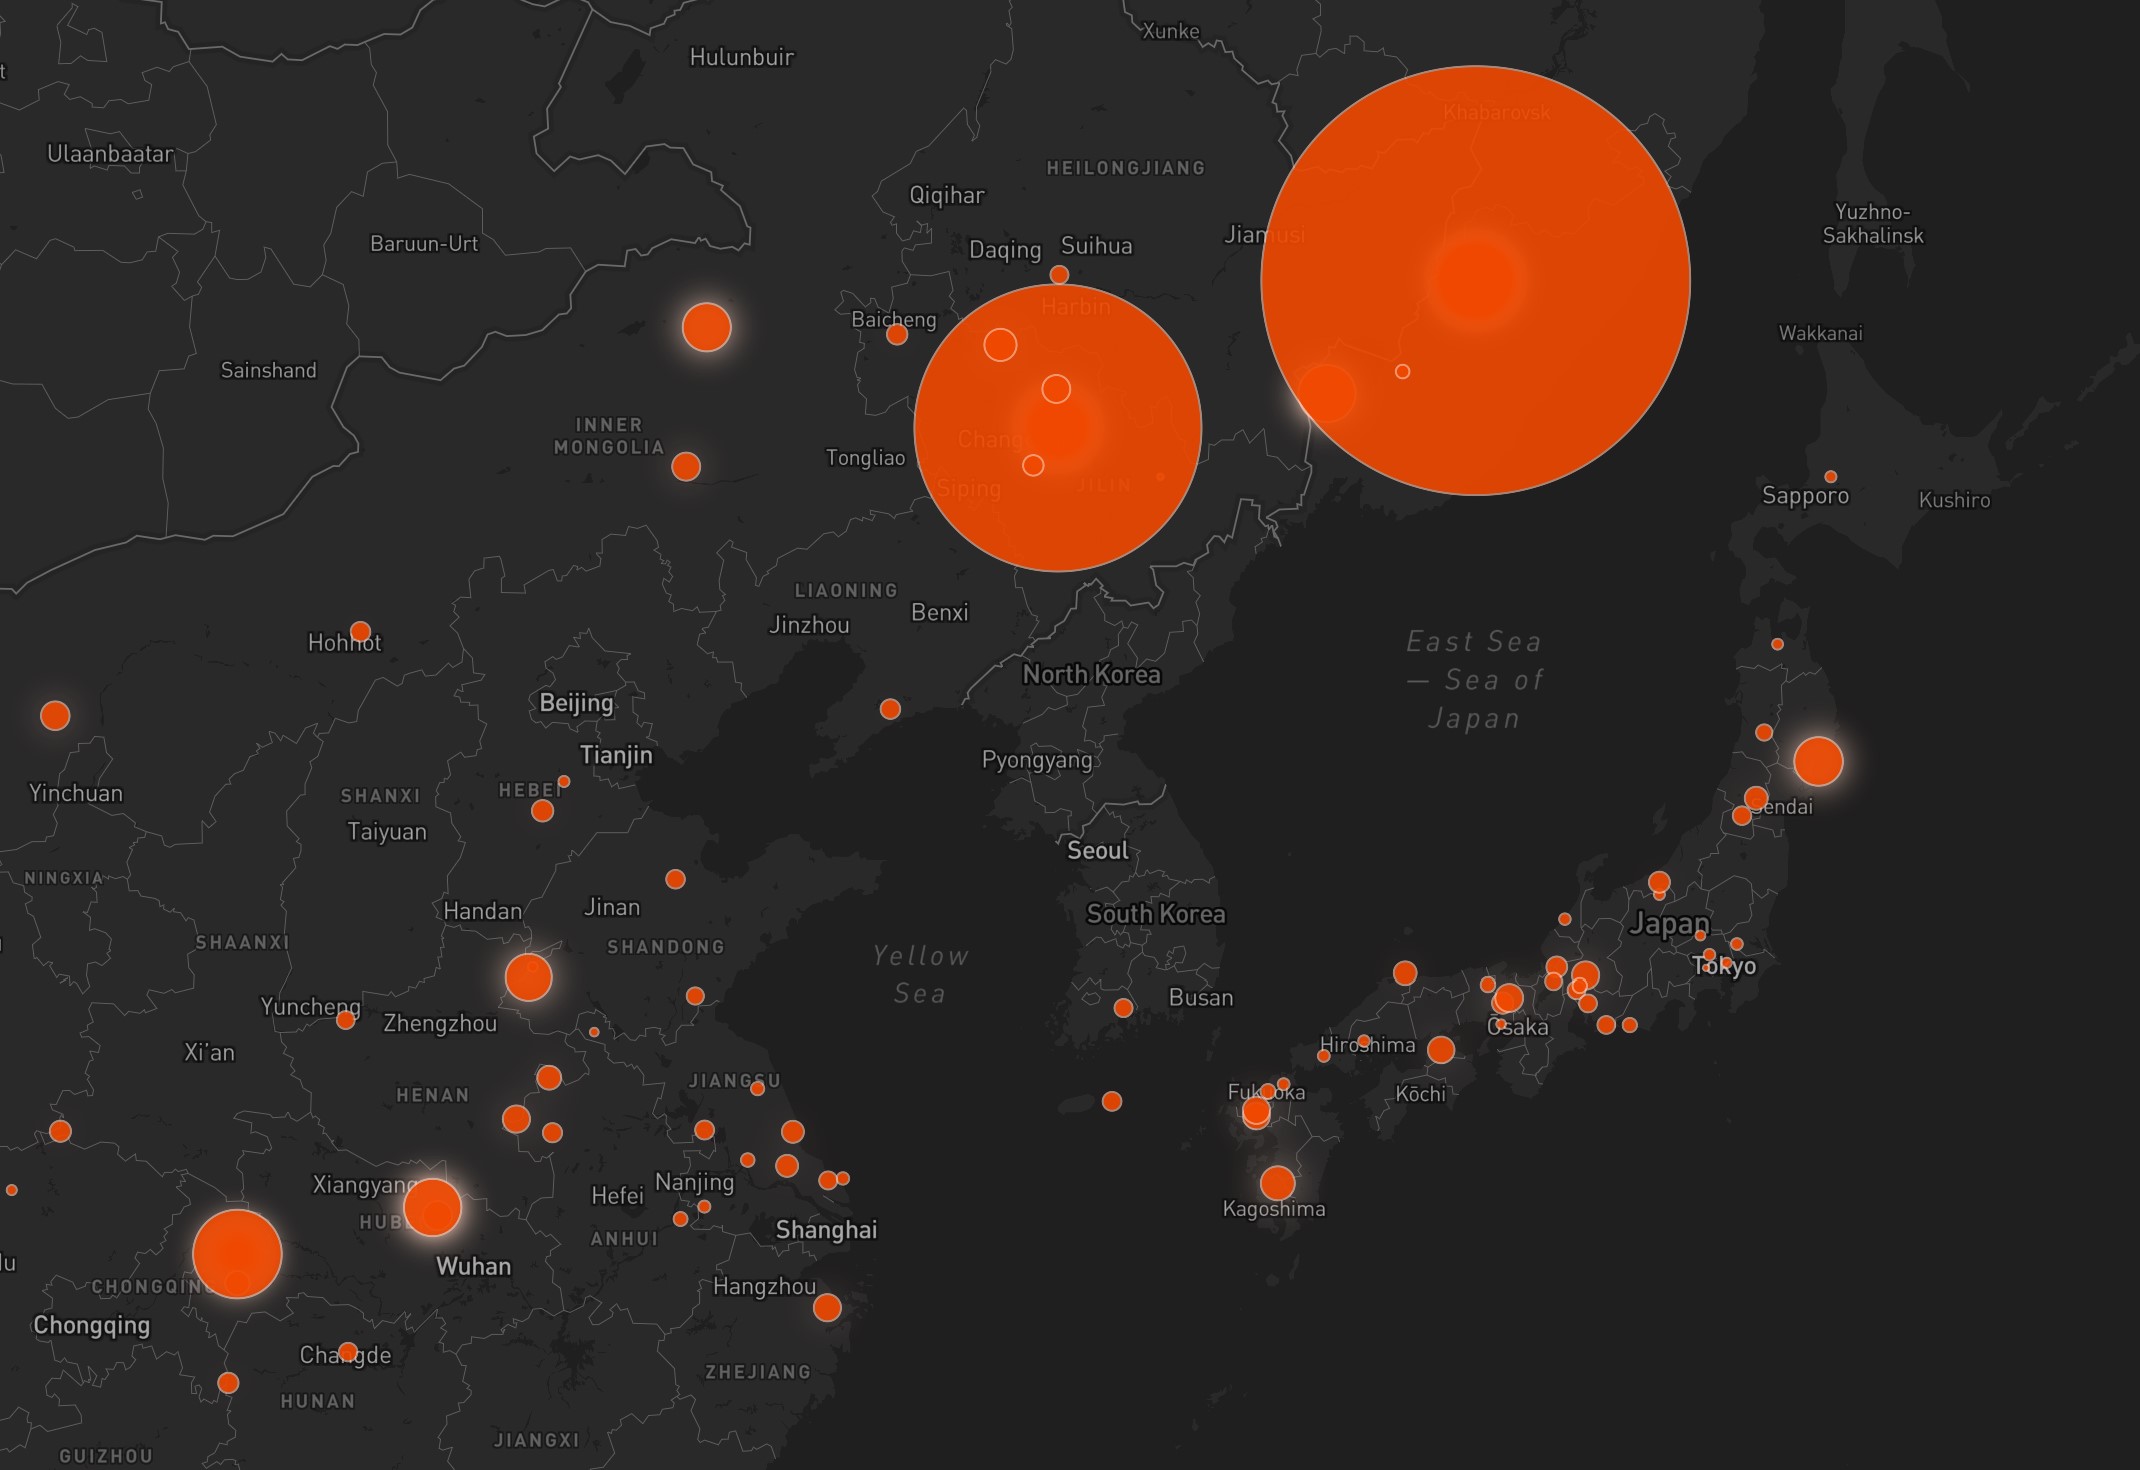 Xunke
Hulunbuir
Khabarovsk
Ulaanbaatar
HEILONGJIANG
Qiqihar
Yuzhno-
Sakhalinsk
Jiamusi
Baruun-Urt
Daqing
Suihua
Harbin
Baicheng
Wakkanai
Sainshand
INNER
MONGOLIA
Chang
Tongliao
Siping
JILIN
Sapporo
Kushiro
LIAONING
Benxi
Jinzhou
Hohhot
East Sea
— Sea of
Japan
North Korea
Beijing
Tianjin
Pyongyang
Yinchuan
SHANXI
HEBEI
Sendai
Taiyuan
Seoul
NINGXIA
Handan
Jinan
South Korea
Japan
SHAANXI
SHANDONG
Yellow
Sea
Tokyo
Busan
Yuncheng
Zhengzhou
Ōsaka
Hiroshima
Xi'an
JIANGSU
HENAN
Fukuoka
Kōchi
Xiangyang
Nanjing
Hefei
Kagoshima
HUBEI
Shanghai
ANHUI
Wuhan
CHONGQING
Hangzhou
Chongqing
Changde
ZHEJIANG
HUNAN
JIANGXI
GUIZHOU